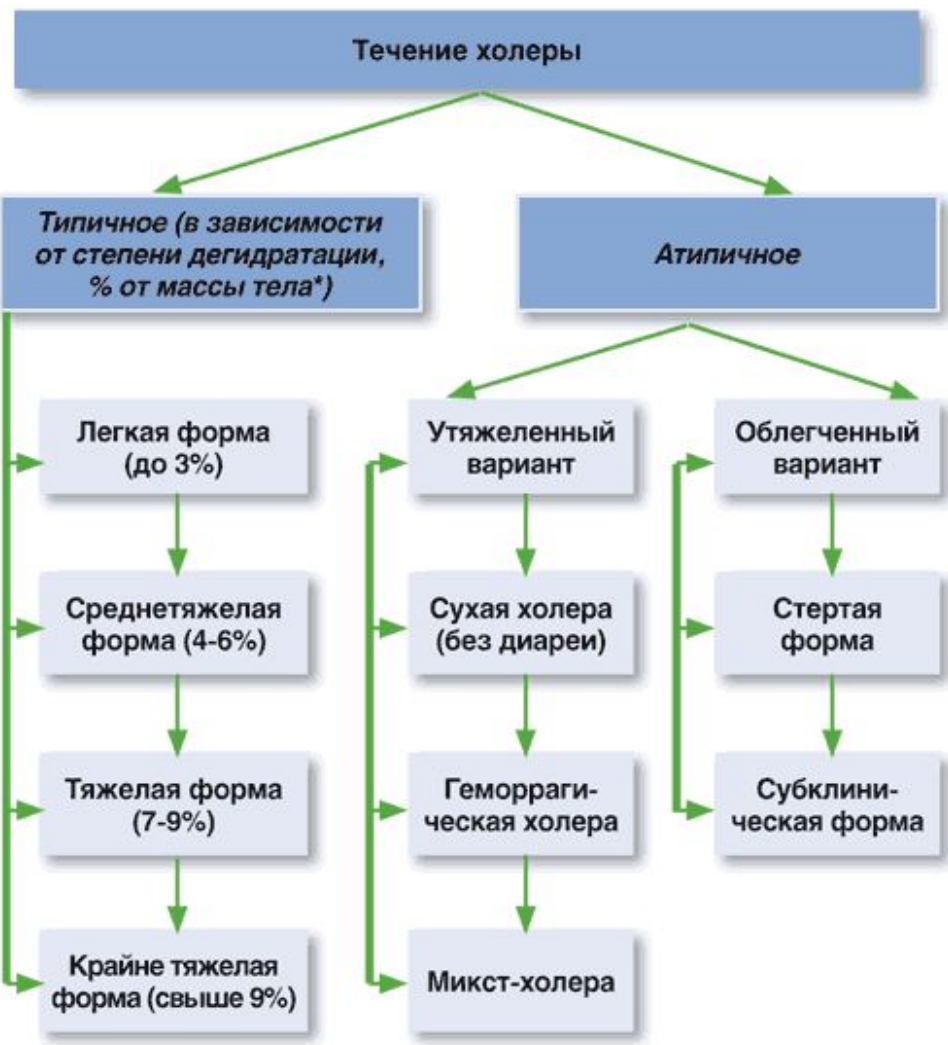 Течение холеры
Типичное (в зависимости
от степени дегидратации,
% от массы тела*)
Атипичное
Легкая форма
(до 3%)
Среднетяжелая
форма (4-6%)
Тяжелая форма
(7-9%)
Крайне тяжелая
форма (свыше 9%)
Утяжеленный
вариант
Сухая холера
(без диареи)
Геморраги-
ческая холера
Микст-холера
Облегченный
вариант
Стертая
форма
Субклини-
ческая форма